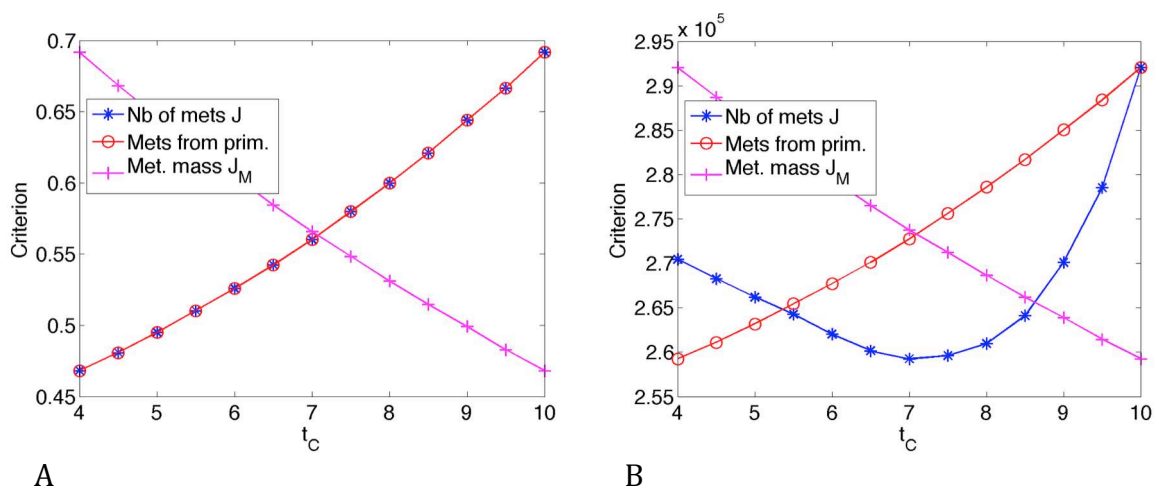 0.7
0.65
0.6
0.55
0.5
0.45
Criterion
Nb of mets J
Mets from prim.
Met. mass J_M
4 5 6 7 8 9 10
t_C
A
x 10^5
2.95
2.9
2.85
2.8
2.75
2.7
2.65
2.6
2.55
Criterion
Nb of mets J
Mets from prim.
Met. mass J_M
4 5 6 7 8 9 10
t_C
B